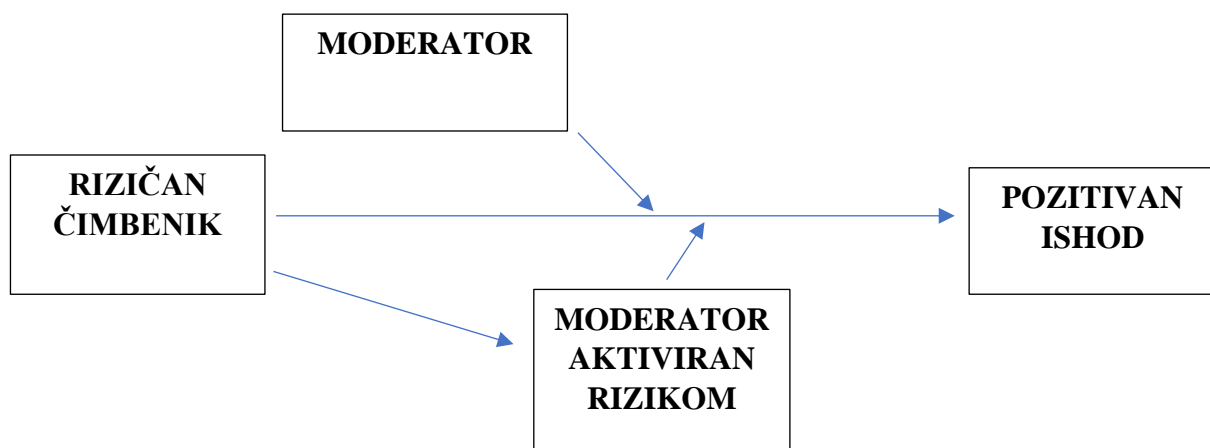 MODERATOR
RIZIČAN
ČIMBENIK
POZITIVAN
ISHOD
MODERATOR
AKTIVIRAN
RIZIKOM